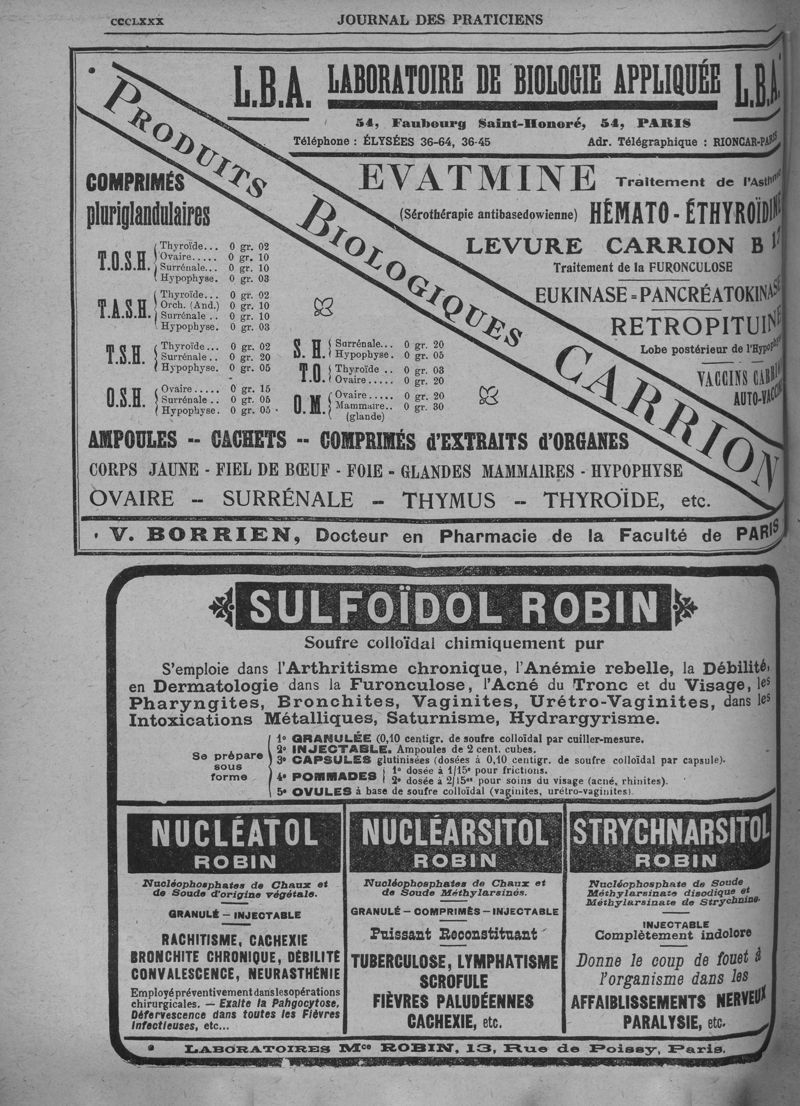 CCCLXXX
JOURNAL DES PRATICIENS
L.B.A. LABORATOIRE DE BIOLOGIE APPLIQUÉE L.B.A.
54, Faubourg Saint-Honoré, 54, PARIS
Téléphone : ÉLYSÉES 36-64, 36-45
Adr. Télégraphique : RIONCAR-PARIS
PRODUITS BIOLOGIQUES CARRION
EVATMINE Traitement de l'Asthme
(Sérothérapie antibasedowienne) HÉMATO-ÉTHYROÏDINE
LEVURE CARRION B
Traitement de la FURONCULOSE
EUKINASE=PANCRÉATOKINASE
RETROPITUINE
Lobe postérieur de l'Hypophyse
VACCINS CARRION
AUTO-VACCINS
COMPRIMÉS
pluriglandulaires
T.O.S.H.
Thyroïde... 0 gr. 02
Ovaire..... 0 gr. 10
Surrénale.. 0 gr. 10
Hypophyse. 0 gr. 03
T.A.S.H.
Thyroïde... 0 gr. 02
Orch. (And.) 0 gr. 10
Surrénale .. 0 gr. 10
Hypophyse. 0 gr. 03
T.S.H.
Thyroïde... 0 gr. 02
Surrénale .. 0 gr. 20
Hypophyse. 0 gr. 05
O.S.H.
Ovaire..... 0 gr. 15
Surrénale .. 0 gr. 05
Hypophyse. 0 gr. 05
S. H.
Surrénale... 0 gr. 20
Hypophyse. 0 gr. 05
T.O.
Thyroïde .. 0 gr. 03
Ovaire..... 0 gr. 20
O.M.
Ovaire..... 0 gr. 20
Mammaire.. 0 gr. 30
(glande)
AMPOULES -- CACHETS -- COMPRIMÉS d'EXTRAITS d'ORGANES
CORPS JAUNE - FIEL DE BŒUF - FOIE - GLANDES MAMMAIRES - HYPOPHYSE
OVAIRE -- SURRÉNALE -- THYMUS -- THYROÏDE, etc.
V. BORRIEN, Docteur en Pharmacie de la Faculté de PARIS
SULFOÏDOL ROBIN
Soufre colloïdal chimiquement pur
S'emploie dans l'Arthritisme chronique, l'Anémie rebelle, la Débilité,
en Dermatologie dans la Furonculose, l'Acné du Tronc et du Visage, les
Pharyngites, Bronchites, Vaginites, Urétro-Vaginites, dans les
Intoxications Métalliques, Saturnisme, Hydrargyrisme.
Se prépare
sous
forme
1º GRANULÉE (0,10 centigr. de soufre colloïdal par cuiller-mesure.
2º INJECTABLE. Ampoules de 2 cent. cubes.
3º CAPSULES glutinisées (dosées à 0,10 centigr. de soufre colloïdal par capsule).
4º POMMADES
1º dosée à 1/15e pour frictions.
2º dosée à 2/15es pour soins du visage (acné, rhinites).
5º OVULES à base de soufre colloïdal (vaginites, urétro-vaginites).
NUCLÉATOL
ROBIN
Nucléophosphates de Chaux et
de Soude d'origine végétale.
GRANULÉ - INJECTABLE
RACHITISME, CACHEXIE
BRONCHITE CHRONIQUE, DÉBILITÉ
CONVALESCENCE, NEURASTHÉNIE
Employé préventivement dans les opérations
chirurgicales. — Exalte la Pahgocytose,
Défervescence dans toutes les Fièvres
infectieuses, etc...
NUCLÉARSITOL
ROBIN
Nucléophosphates de Chaux et
de Soude Méthylarsinés.
GRANULÉ - COMPRIMÉS - INJECTABLE
Puissant Reconstituant
TUBERCULOSE, LYMPHATISME
SCROFULE
FIÈVRES PALUDÉENNES
CACHEXIE, etc.
STRYCHNARSITOL
ROBIN
Nucléophosphate de Soude
Méthylarsinate disodique et
Méthylarsinate de Strychnine.
INJECTABLE
Complètement indolore
Donne le coup de fouet à
l'organisme dans les
AFFAIBLISSEMENTS NERVEUX
PARALYSIE, etc.
LABORATOIRES Mce ROBIN, 13, Rue de Poissy, Paris.